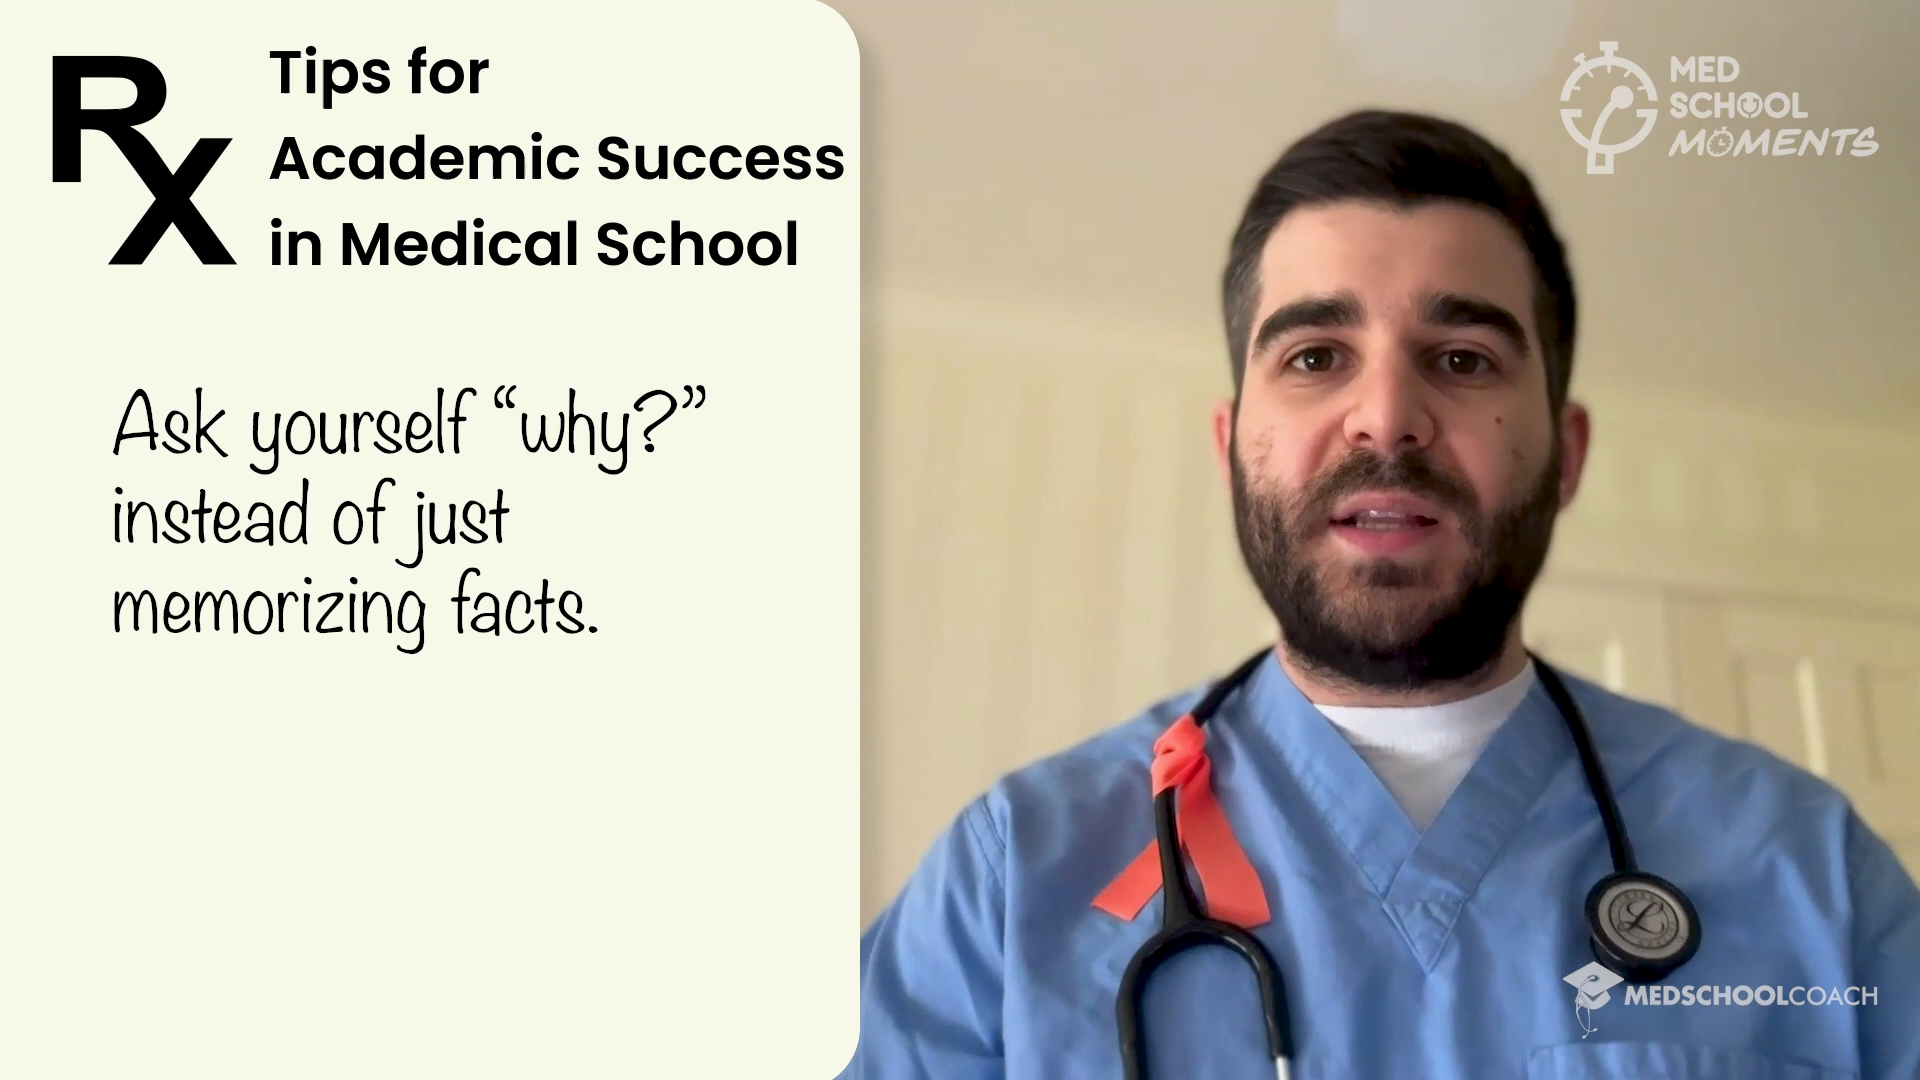 Rx
Tips for
Academic Success
in Medical School
Ask yourself “why?”
instead of just
memorizing facts.
MED
SCHOOL
MOMENTS
L
MEDSCHOOLCOACH